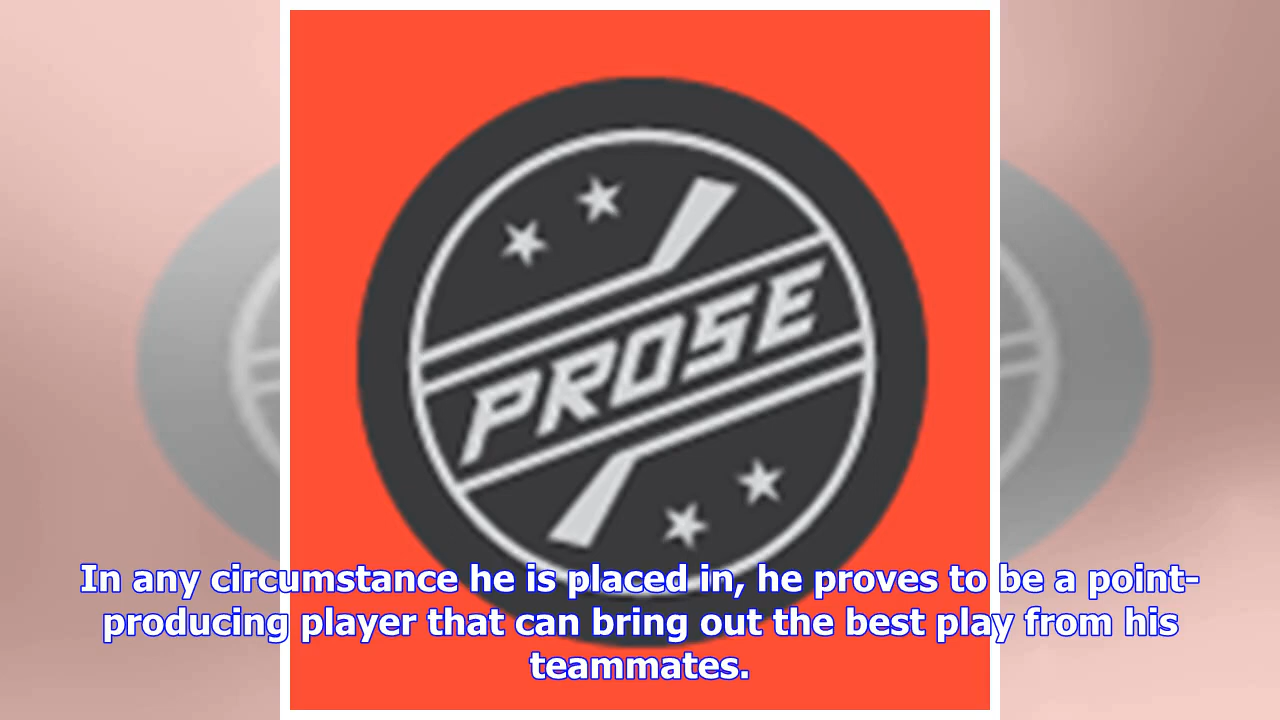 PROSE
In any circumstance he is placed in, he proves to be a point-
producing player that can bring out the best play from his
teammates.